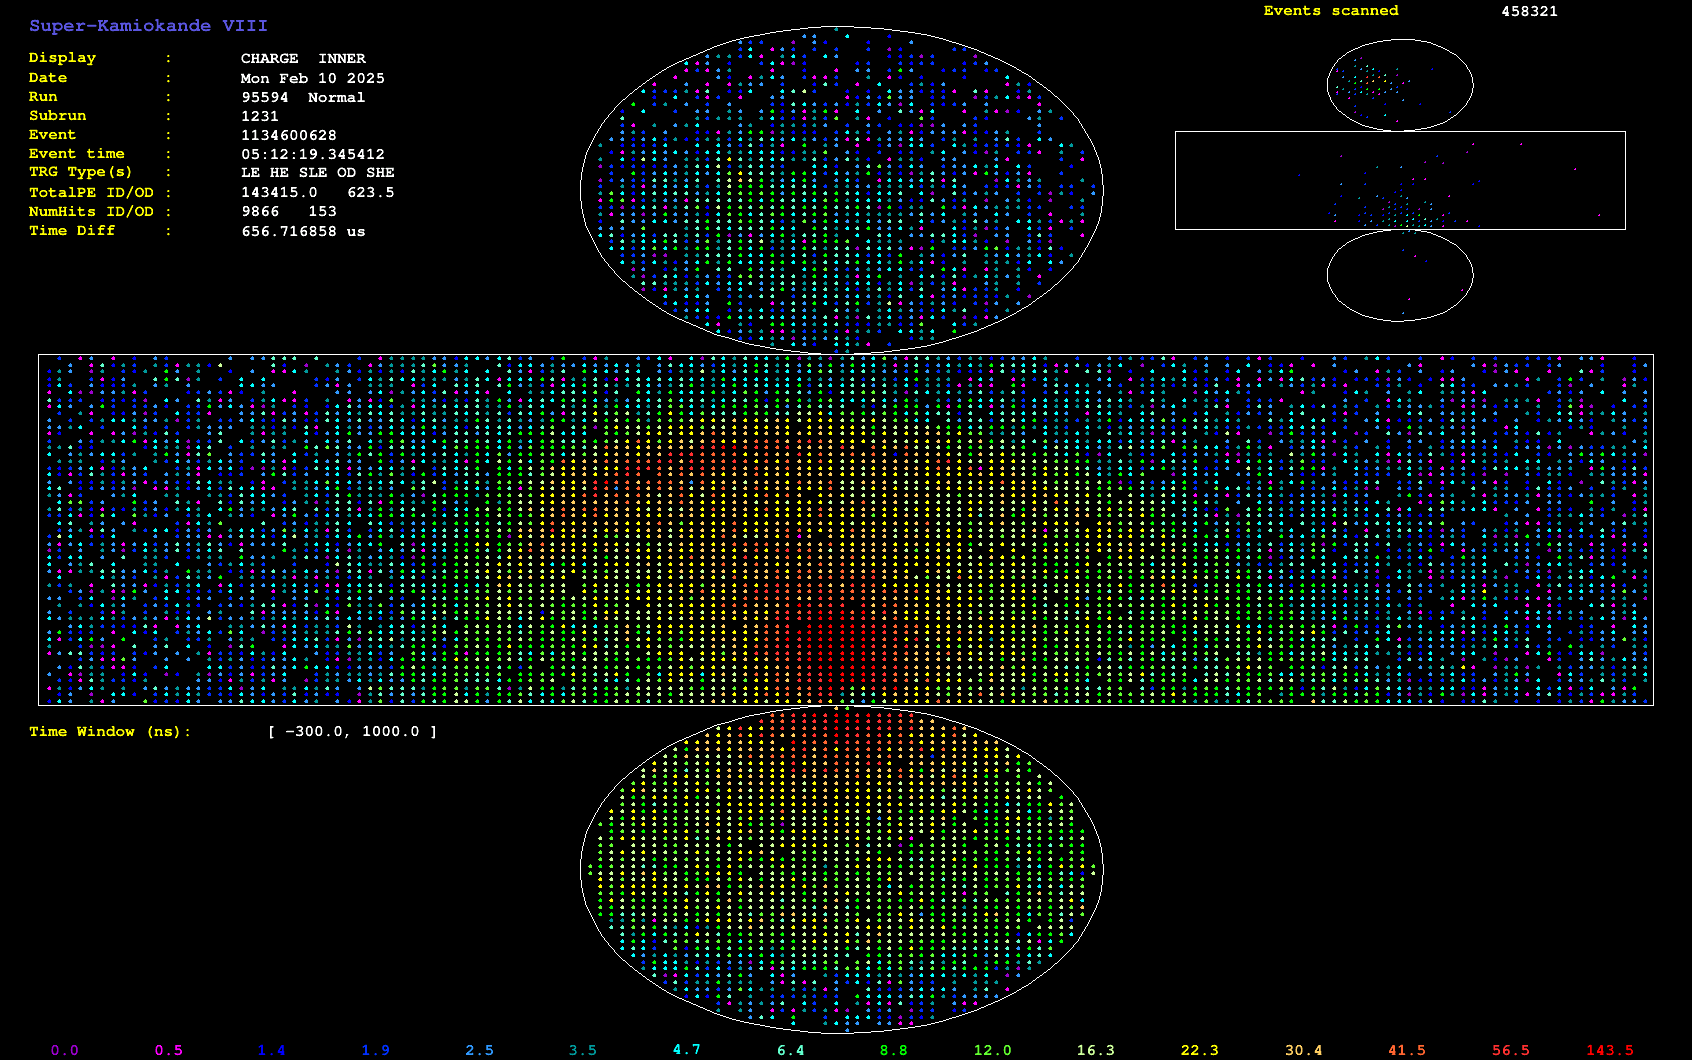 Super-Kamiokande VIII
Events scanned 458321
Display : CHARGE INNER
Date : Mon Feb 10 2025
Run : 95594 Normal
Subrun : 1231
Event : 1134600628
Event time : 05:12:19.345412
TRG Type(s) : LE HE SLE OD SHE
TotalPE ID/OD : 143415.0 623.5
NumHits ID/OD : 9866 153
Time Diff : 656.716858 us
Time Window (ns): [ -300.0, 1000.0 ]
0.0 0.5 1.4 1.9 2.5 3.5 4.7 6.4 8.8 12.0 16.3 22.3 30.4 41.5 56.5 143.5